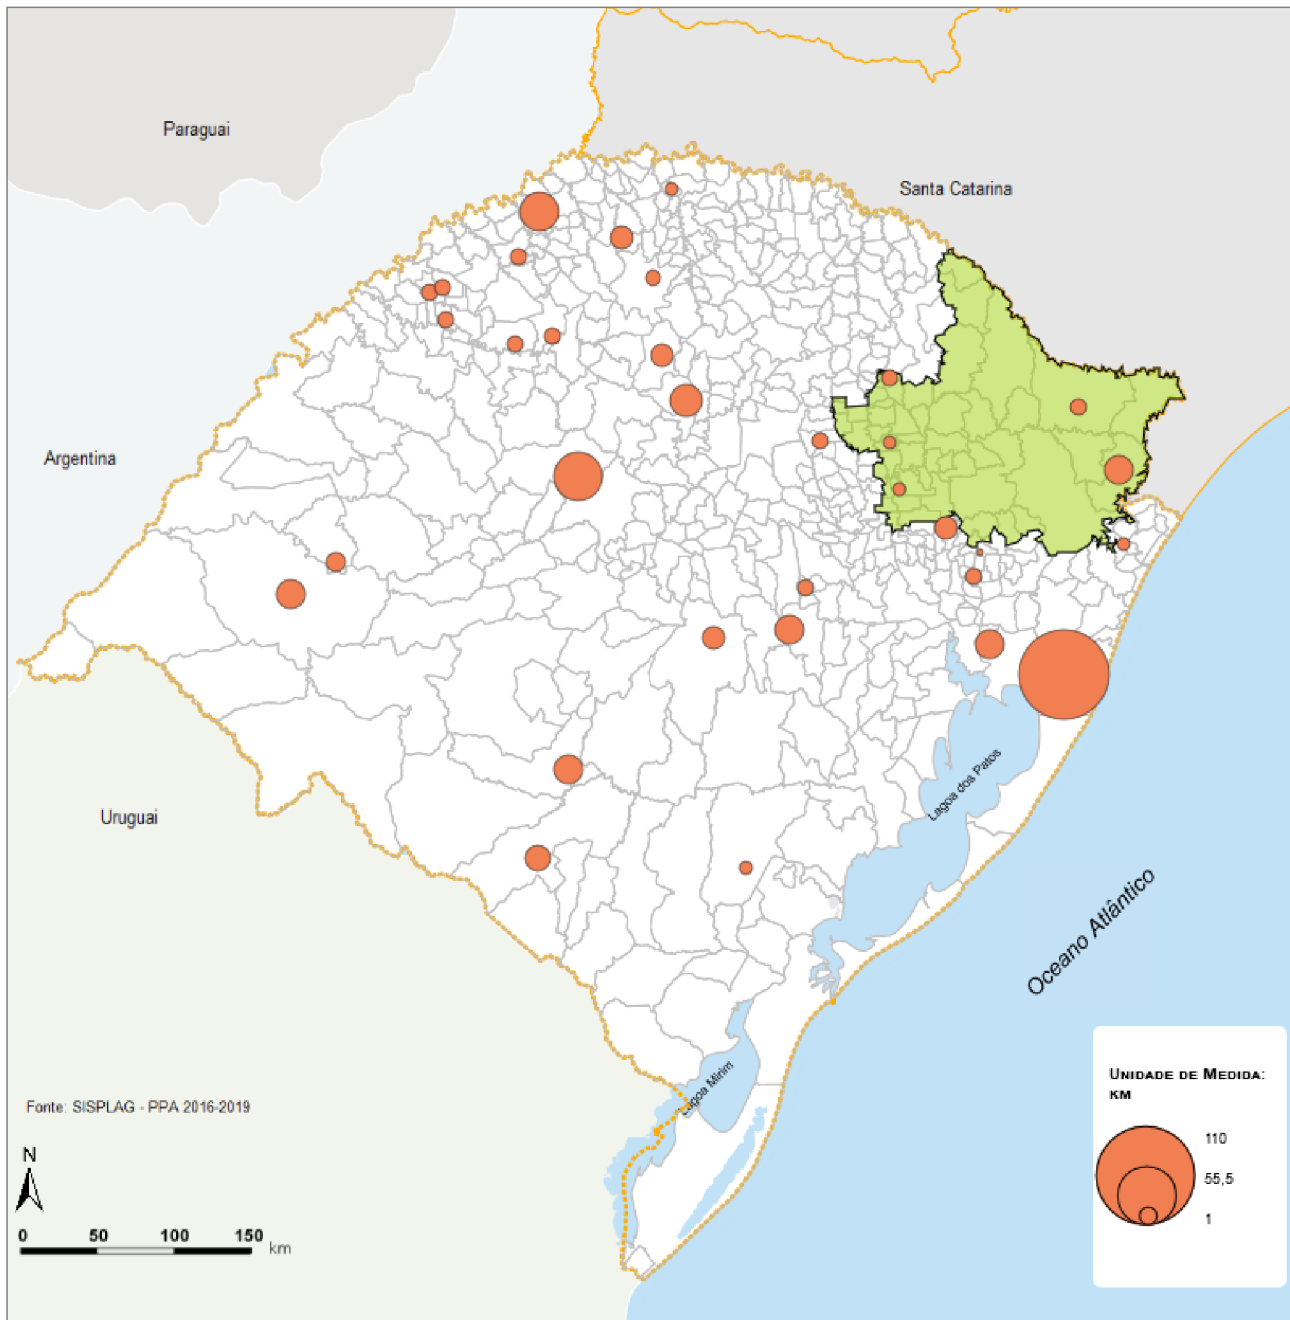 Paraguai
Santa Catarina
Argentina
Uruguai
Lagoa dos Patos
Oceano Atlântico
Lagoa Mirim
Fonte: SISPLAG - PPA 2016-2019
N
0 50 100 150
km
UNIDADE DE MEDIDA:
KM
110
55,5
1